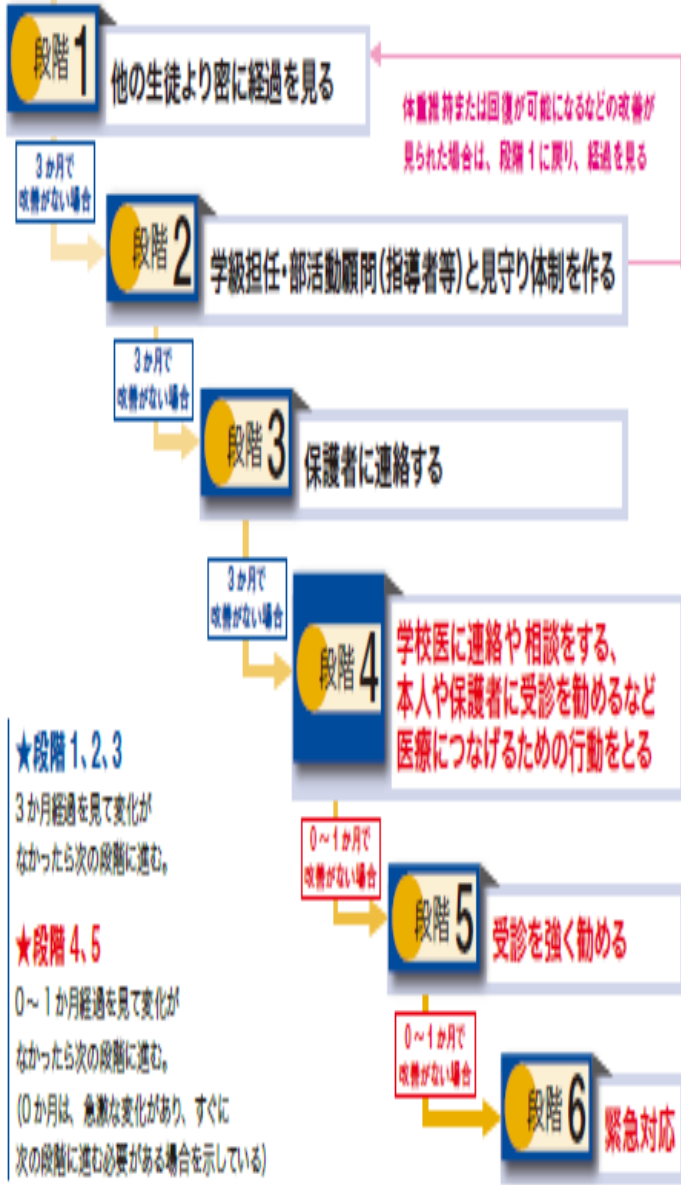 段階1
他の生徒より密に経過を見る
体重維持または回復が可能になるなどの改善が
見られた場合は、段階1に戻り、経過を見る
3か月で
改善がない場合
段階2
学級担任・部活動顧問(指導者等)と見守り体制を作る
3か月で
改善がない場合
段階3
保護者に連絡する
3か月で
改善がない場合
段階4
学校医に連絡や相談をする、
本人や保護者に受診を勧めるなど
医療につなげるための行動をとる
★段階1、2、3
3か月経過を見て変化が
なかったら次の段階に進む。
0～1か月で
改善がない場合
段階5
受診を強く勧める
★段階4、5
0～1か月経過を見て変化が
なかったら次の段階に進む。
(0か月は、急激な変化があり、すぐに
次の段階に進む必要がある場合を示している)
0～1か月で
改善がない場合
段階6
緊急対応